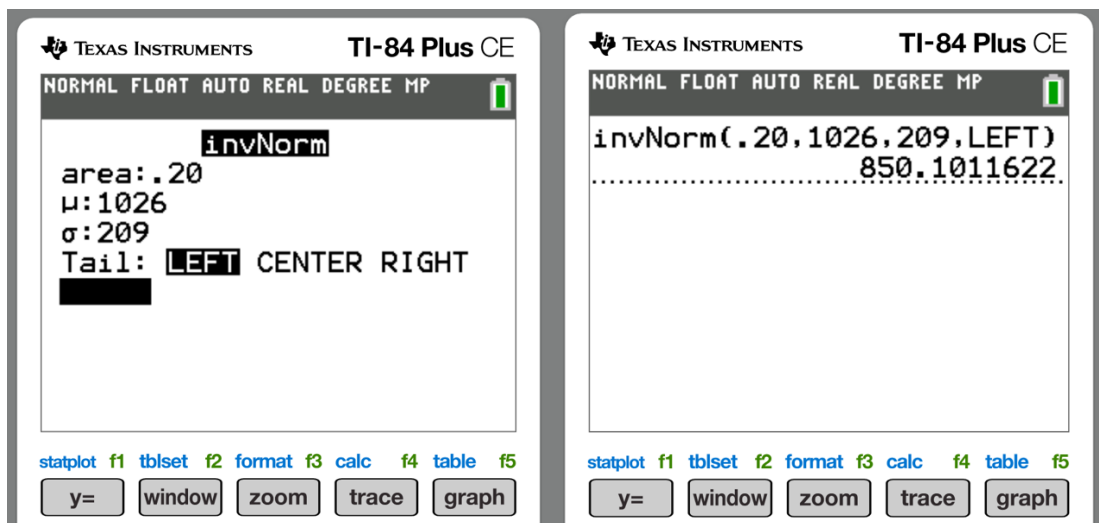 TEXAS INSTRUMENTS TI-84 Plus CE
NORMAL FLOAT AUTO REAL DEGREE MP
invNorm
area:.20
μ:1026
σ:209
Tail: LEFT CENTER RIGHT
statplot f1 tblset f2 format f3 calc f4 table f5
y= window zoom trace graph
TEXAS INSTRUMENTS TI-84 Plus CE
NORMAL FLOAT AUTO REAL DEGREE MP
invNorm(.20,1026,209,LEFT)
850.1011622
statplot f1 tblset f2 format f3 calc f4 table f5
y= window zoom trace graph